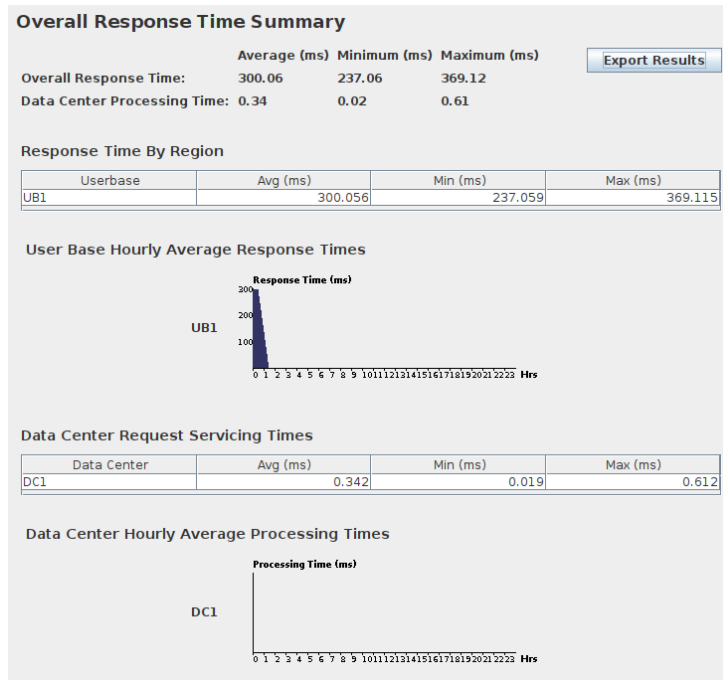 Overall Response Time Summary
Average (ms) Minimum (ms) Maximum (ms)
Export Results
Overall Response Time: 300.06 237.06 369.12
Data Center Processing Time: 0.34 0.02 0.61
Response Time By Region
Userbase Avg (ms) Min (ms) Max (ms)
UB1 300.056 237.059 369.115
User Base Hourly Average Response Times
Response Time (ms)
300
200
UB1
100
0 1 2 3 4 5 6 7 8 9 10 11 12 13 14 15 16 17 18 19 20 21 22 23 Hrs
Data Center Request Servicing Times
Data Center Avg (ms) Min (ms) Max (ms)
DC1 0.342 0.019 0.612
Data Center Hourly Average Processing Times
Processing Time (ms)
DC1
0 1 2 3 4 5 6 7 8 9 10 11 12 13 14 15 16 17 18 19 20 21 22 23 Hrs